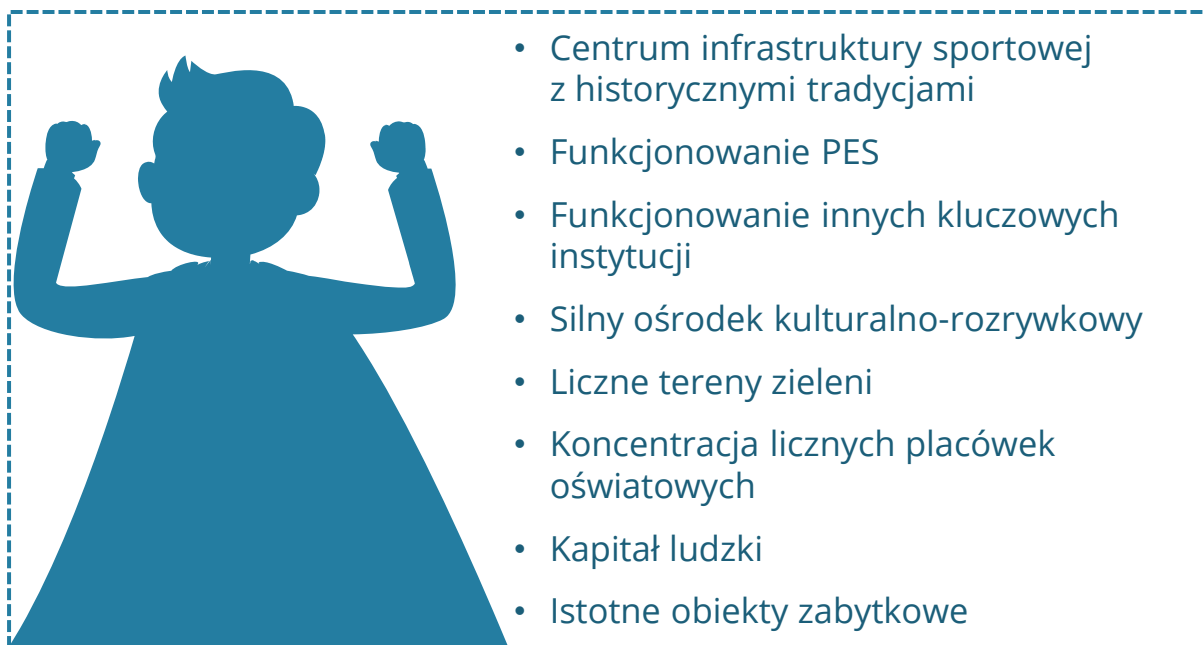 • Centrum infrastruktury sportowej
z historycznymi tradycjami
• Funkcjonowanie PES
• Funkcjonowanie innych kluczowych
instytucji
• Silny ośrodek kulturalno-rozrywkowy
• Liczne tereny zieleni
• Koncentracja licznych placówek
oświatowych
• Kapitał ludzki
• Istotne obiekty zabytkowe